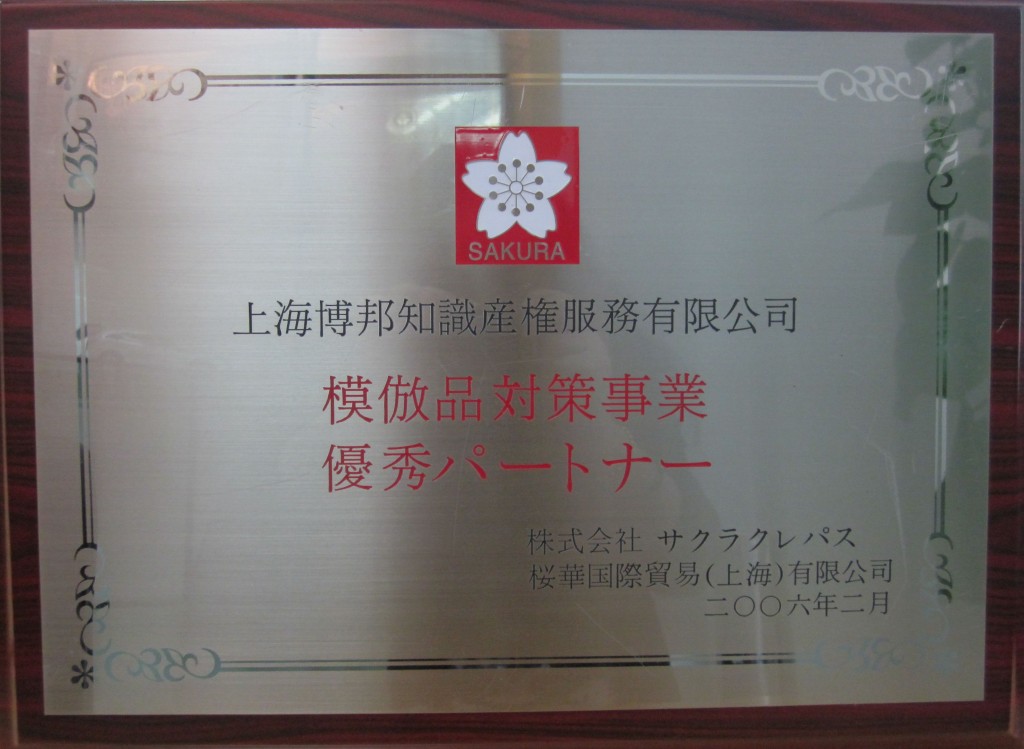 SAKURA
上海博邦知識産権服務有限公司
模倣品対策事業
優秀パートナー
株式会社 サクラクレパス
桜華国際貿易(上海)有限公司
二〇〇六年二月